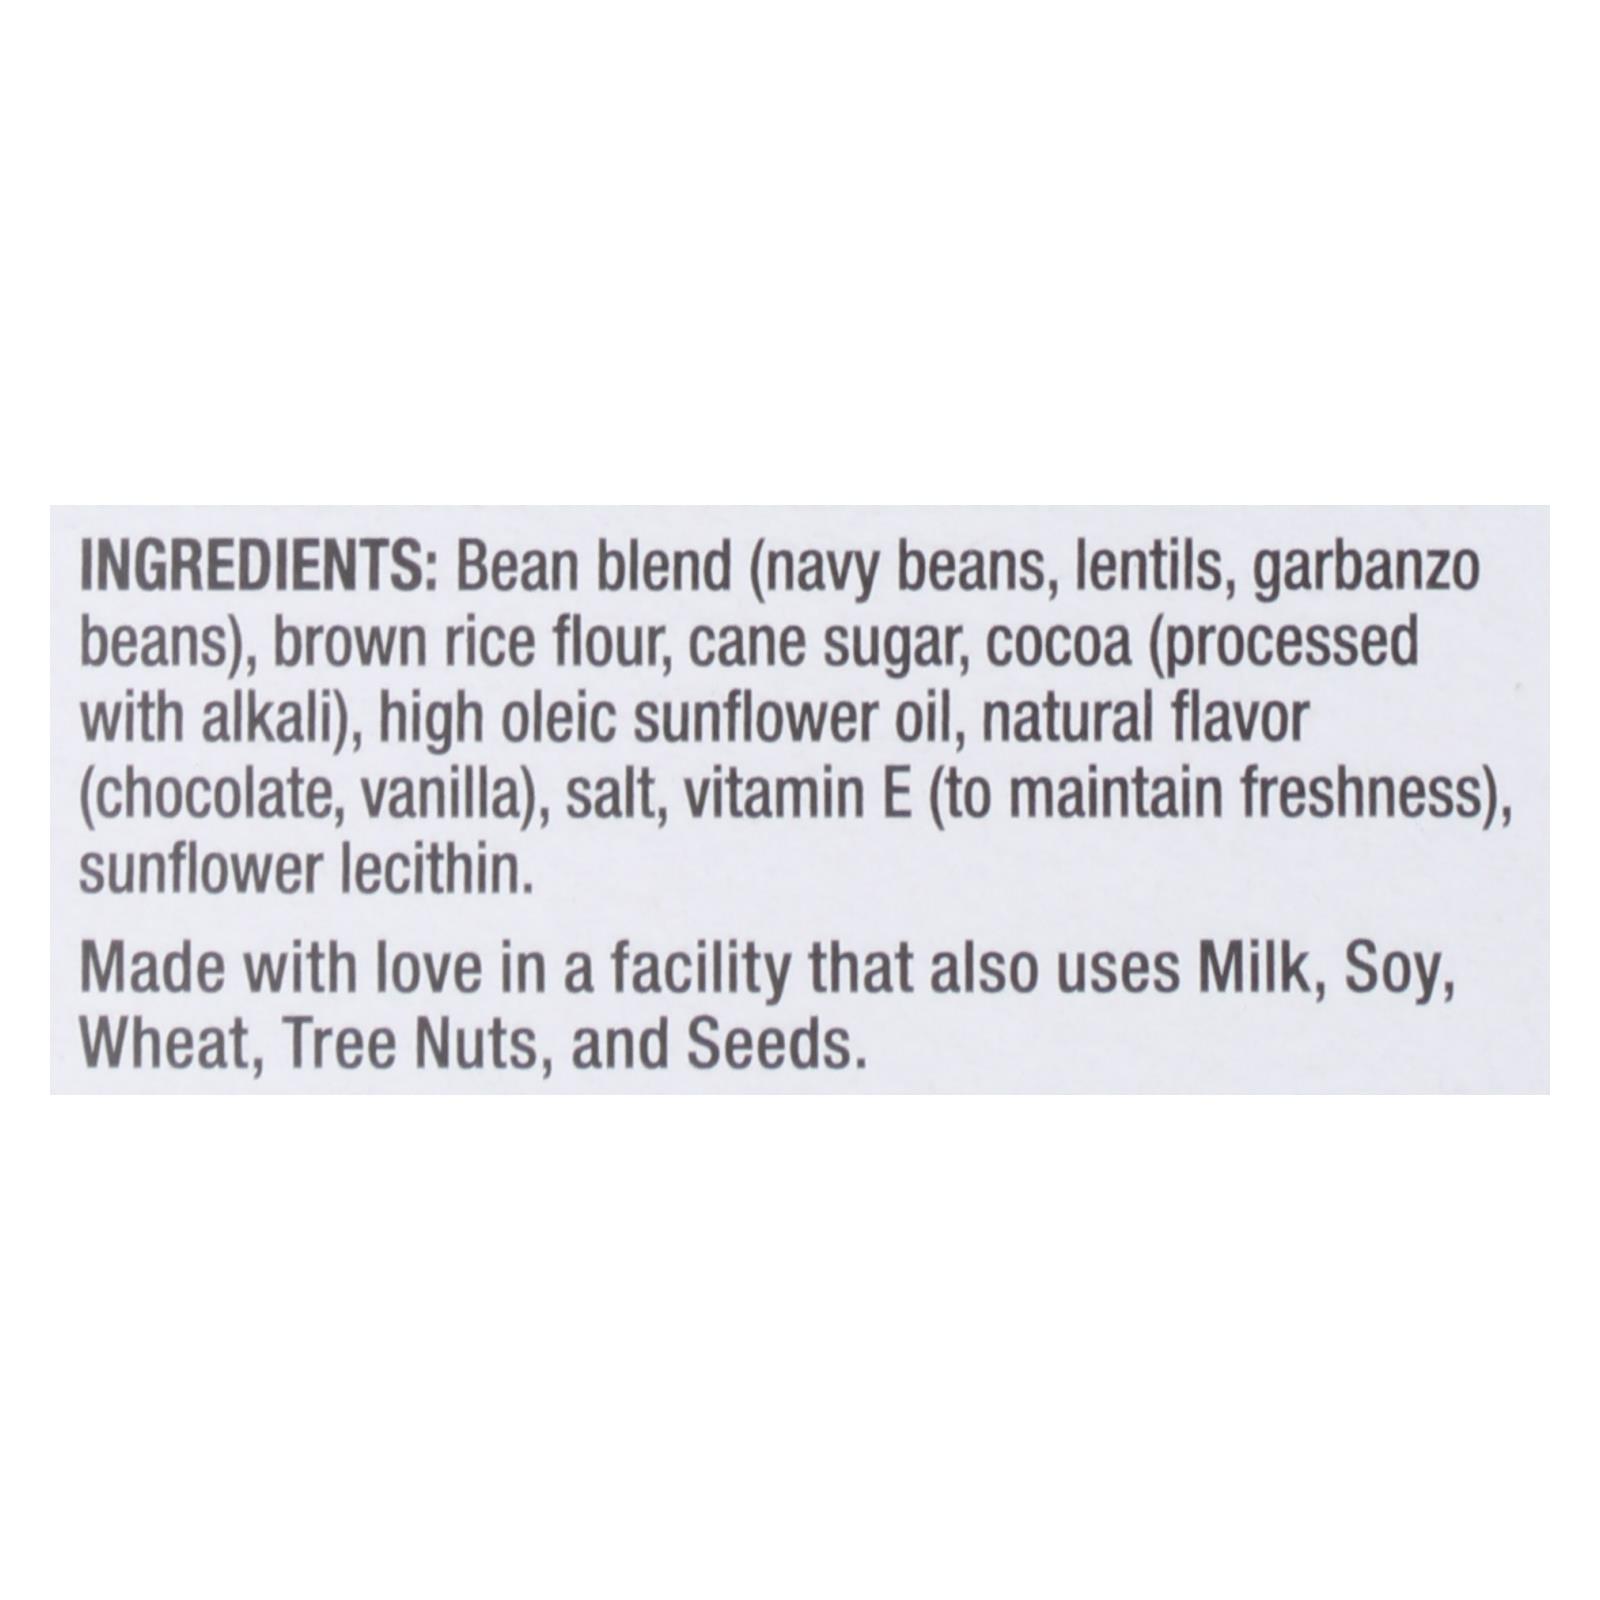 INGREDIENTS: Bean blend (navy beans, lentils, garbanzo
beans), brown rice flour, cane sugar, cocoa (processed
with alkali), high oleic sunflower oil, natural flavor
(chocolate, vanilla), salt, vitamin E (to maintain freshness),
sunflower lecithin.
Made with love in a facility that also uses Milk, Soy,
Wheat, Tree Nuts, and Seeds.